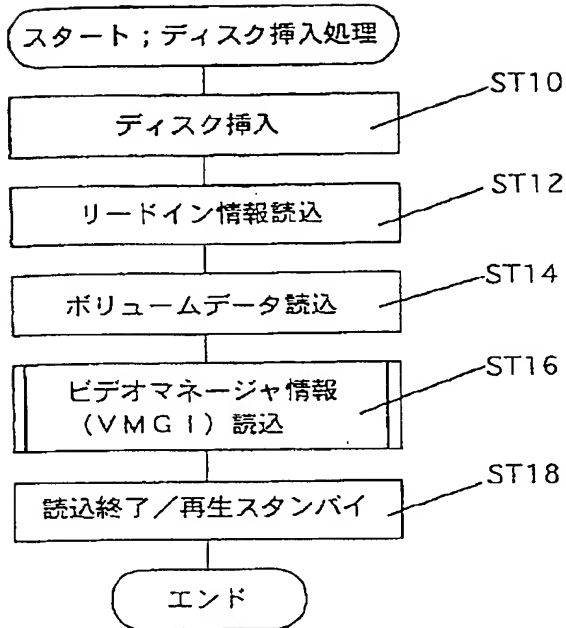 スタート；ディスク挿入処理
ST10
ディスク挿入
ST12
リードイン情報読込
ST14
ボリュームデータ読込
ST16
ビデオマネージャ情報
（ＶＭＧＩ）読込
ST18
読込終了／再生スタンバイ
エンド